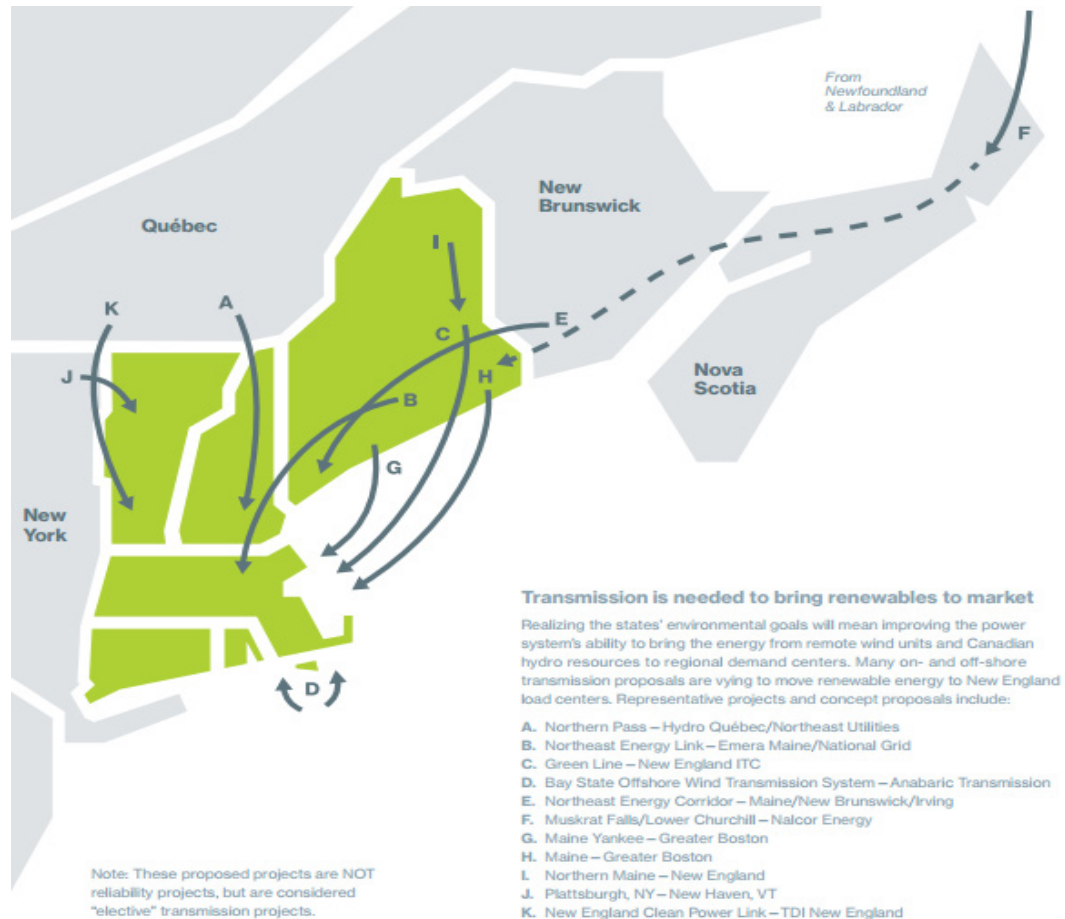 From
Newfoundland
& Labrador
F
New
Brunswick
Québec
I
K
A
E
C
J
H
Nova
Scotia
B
G
New
York
D
Transmission is needed to bring renewables to market
Realizing the states' environmental goals will mean improving the power
system's ability to bring the energy from remote wind units and Canadian
hydro resources to regional demand centers. Many on- and off-shore
transmission proposals are vying to move renewable energy to New England
load centers. Representative projects and concept proposals include:
A. Northern Pass – Hydro Québec/Northeast Utilities
B. Northeast Energy Link – Emera Maine/National Grid
C. Green Line – New England ITC
D. Bay State Offshore Wind Transmission System – Anabaric Transmission
E. Northeast Energy Corridor – Maine/New Brunswick/Irving
F. Muskrat Falls/Lower Churchill – Nalcor Energy
G. Maine Yankee – Greater Boston
H. Maine – Greater Boston
I. Northern Maine – New England
J. Plattsburgh, NY – New Haven, VT
K. New England Clean Power Link – TDI New England
Note: These proposed projects are NOT
reliability projects, but are considered
"elective" transmission projects.